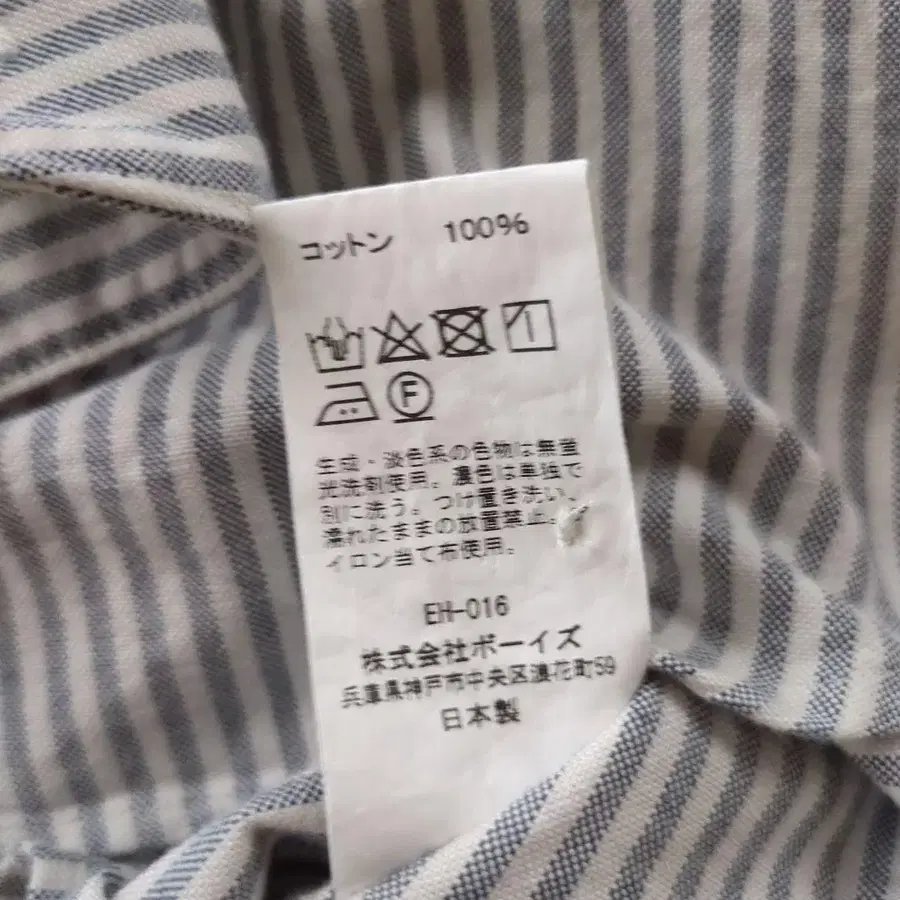 コットン 100%
F
生成・淡色系の色物は無蛍
光洗剤使用。濃色は単独で
別に洗う。つけ置き洗い、
濡れたままの放置禁止。ア
イロン当て布使用。
EH-016
株式会社ボーイズ
兵庫県神戸市中央区浪花町59
日本製